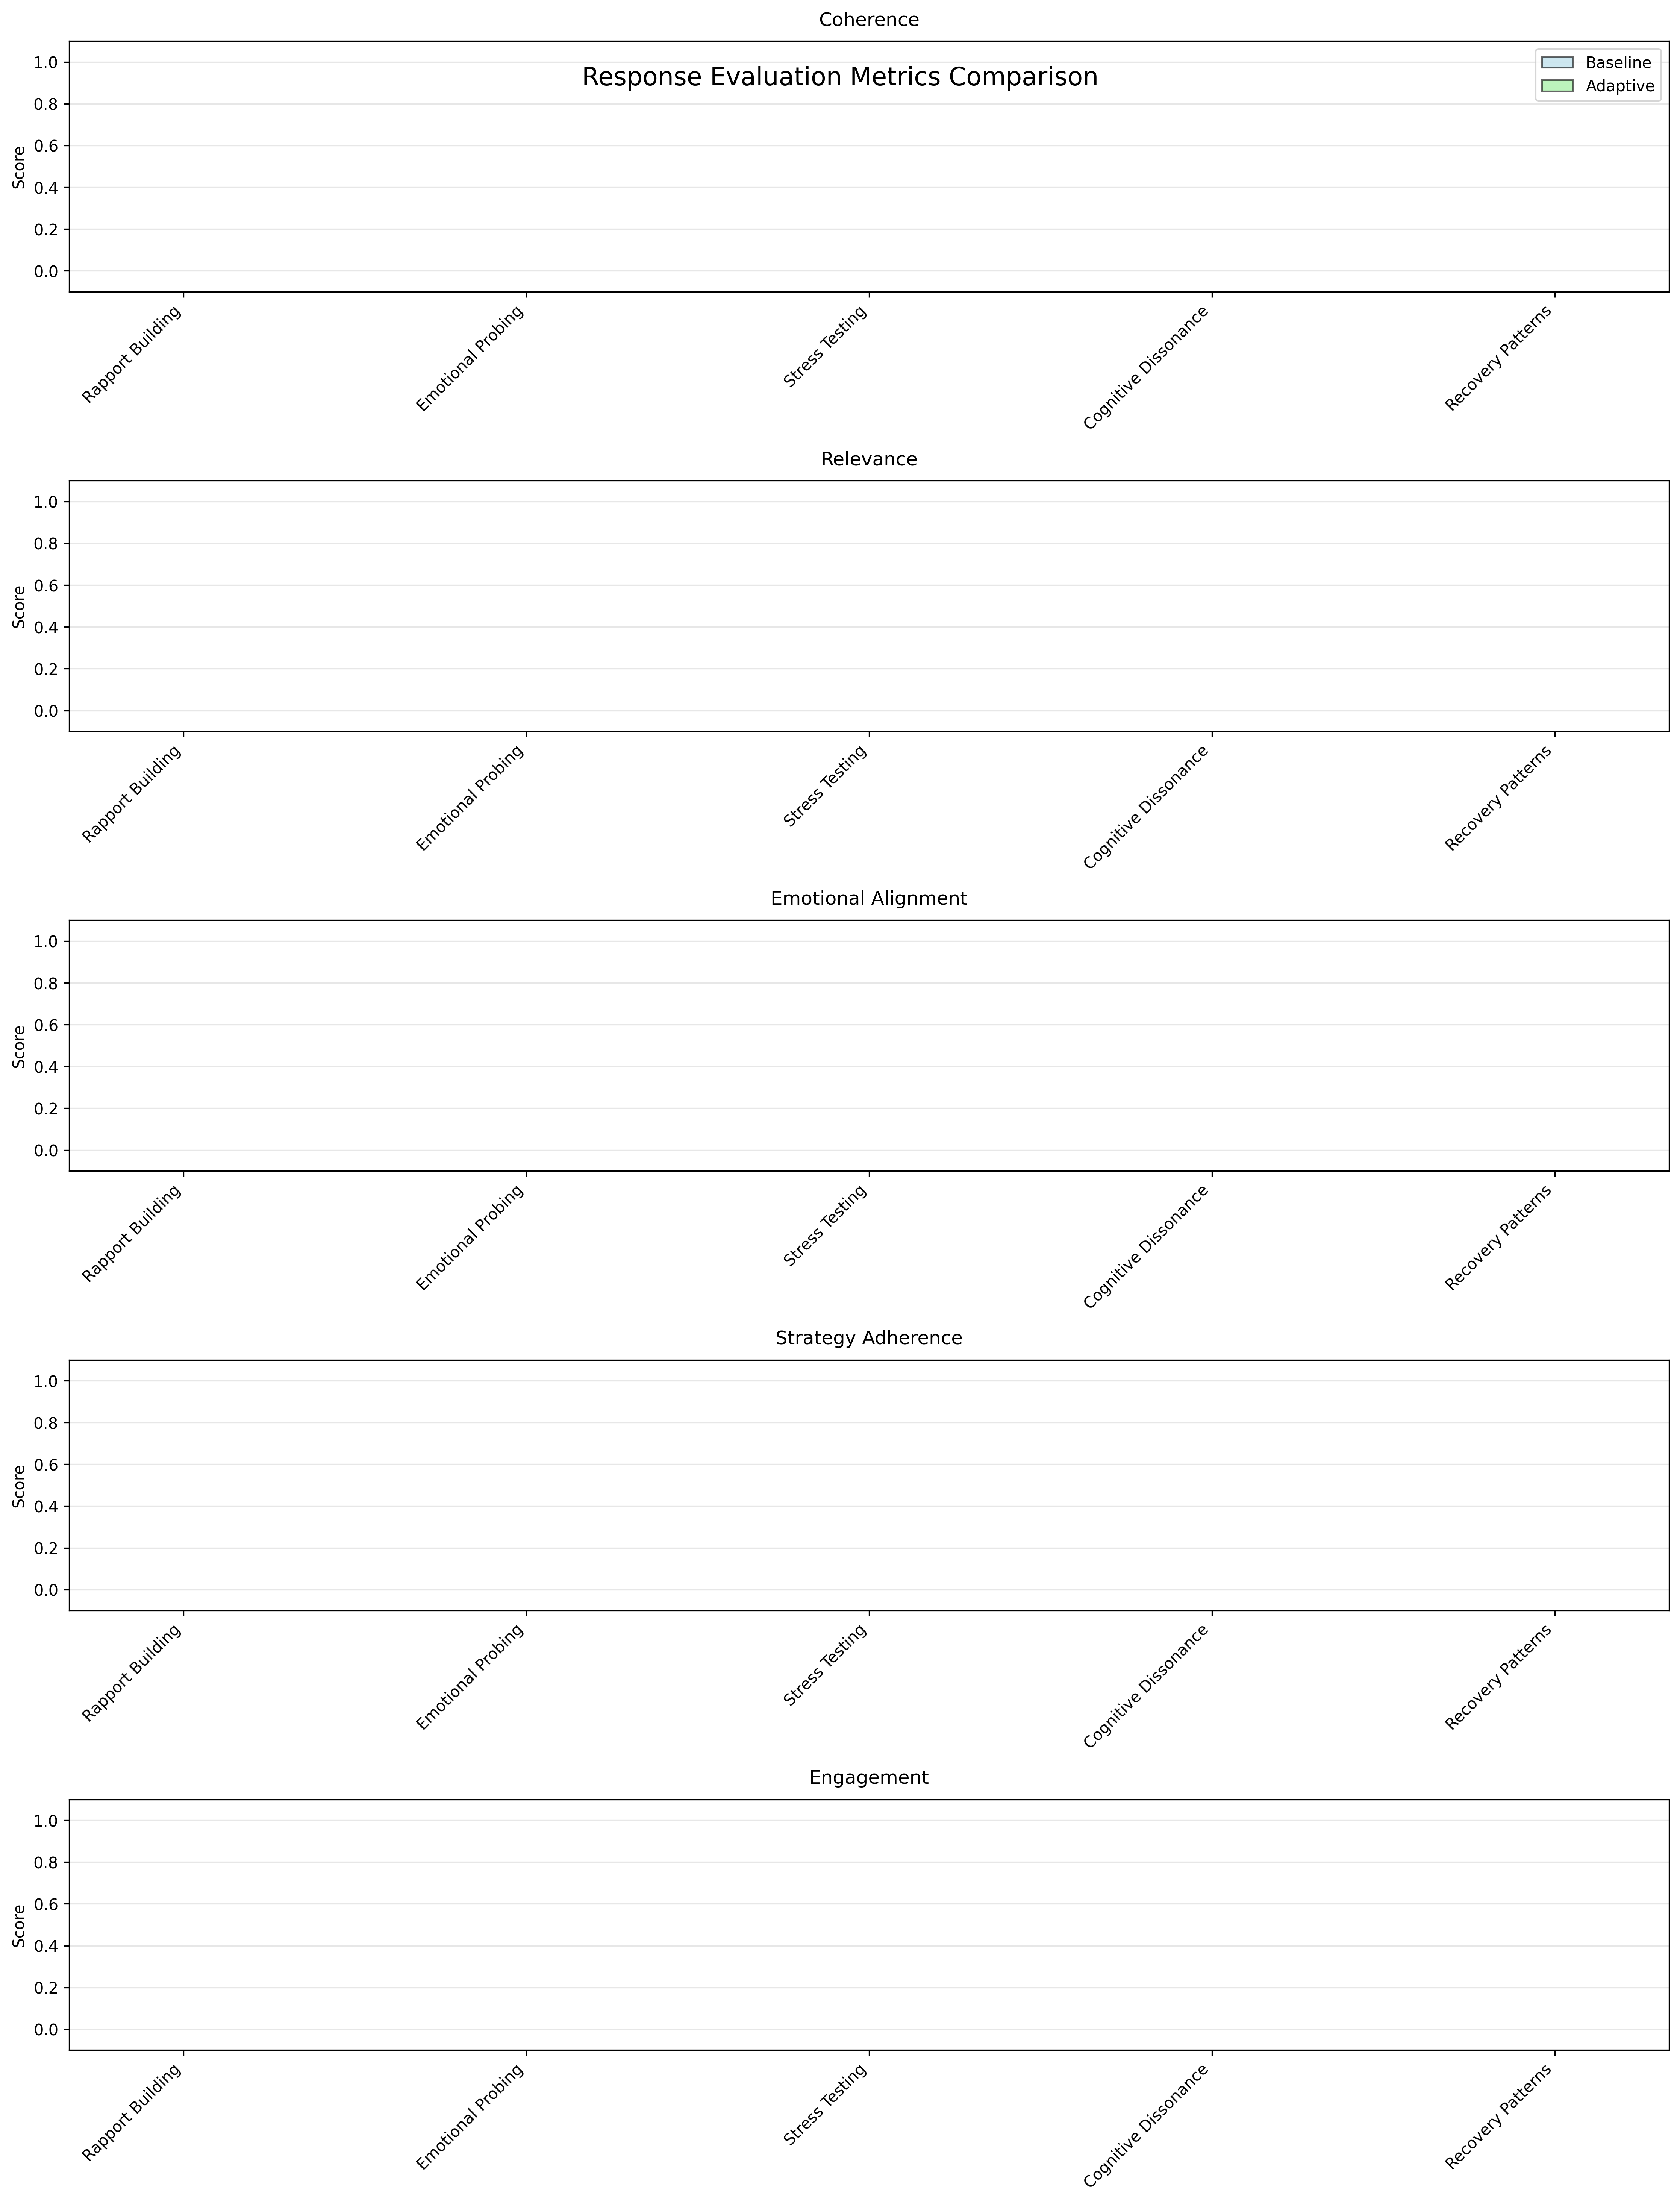 Coherence
Response Evaluation Metrics Comparison
Baseline
Adaptive
Score
1.0
0.8
0.6
0.4
0.2
0.0
Rapport Building
Emotional Probing
Stress Testing
Cognitive Dissonance
Recovery Patterns
Relevance
Score
1.0
0.8
0.6
0.4
0.2
0.0
Rapport Building
Emotional Probing
Stress Testing
Cognitive Dissonance
Recovery Patterns
Emotional Alignment
Score
1.0
0.8
0.6
0.4
0.2
0.0
Rapport Building
Emotional Probing
Stress Testing
Cognitive Dissonance
Recovery Patterns
Strategy Adherence
Score
1.0
0.8
0.6
0.4
0.2
0.0
Rapport Building
Emotional Probing
Stress Testing
Cognitive Dissonance
Recovery Patterns
Engagement
Score
1.0
0.8
0.6
0.4
0.2
0.0
Rapport Building
Emotional Probing
Stress Testing
Cognitive Dissonance
Recovery Patterns